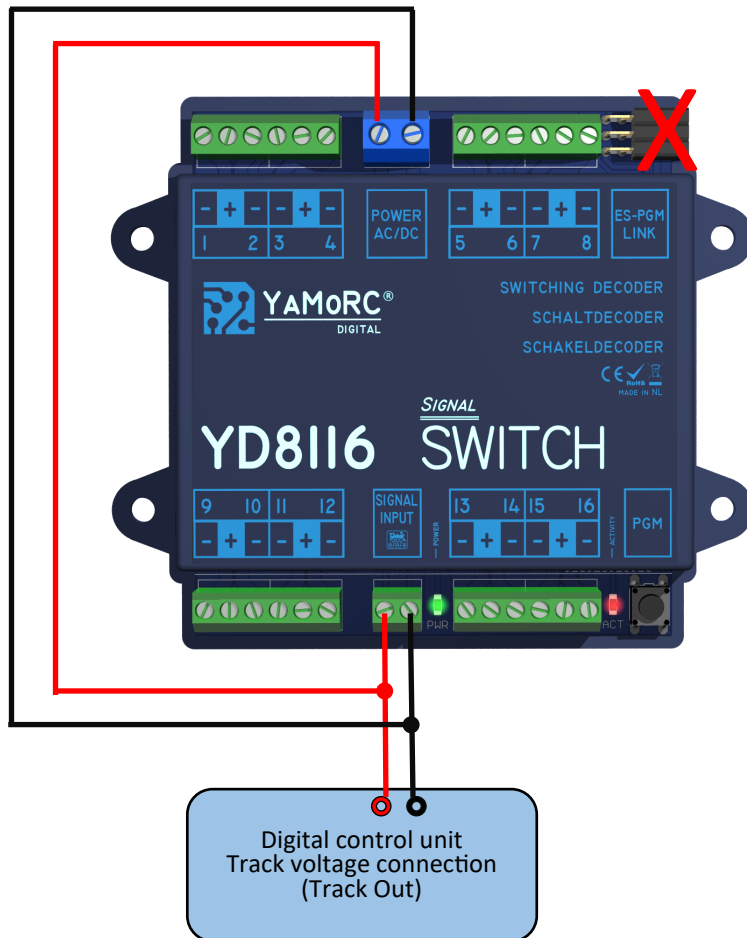 X
- + - - + -
1 2 3 4
POWER
AC/DC
- + - - + -
5 6 7 8
ES-PGM
LINK
YAMORC®
DIGITAL
SWITCHING DECODER
SCHALTDECODER
SCHAKELDECODER
CE RoHS
MADE IN NL
YD8116
SIGNAL
SWITCH
9 10 11 12
- + - - + -
SIGNAL
INPUT
POWER
13 14 15 16
- + - - + -
ACTIVITY
PGM
PWR
ACT
Digital control unit
Track voltage connection
(Track Out)